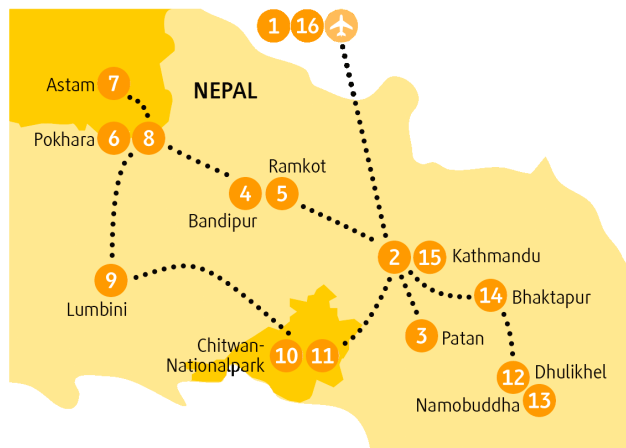 1 16
Astam 7
NEPAL
Pokhara 6 8
Ramkot
4 5
Bandipur
2 15 Kathmandu
9
Lumbini
14 Bhaktapur
3 Patan
Chitwan-
Nationalpark 10 11
12 Dhulikhel
Namobuddha 13